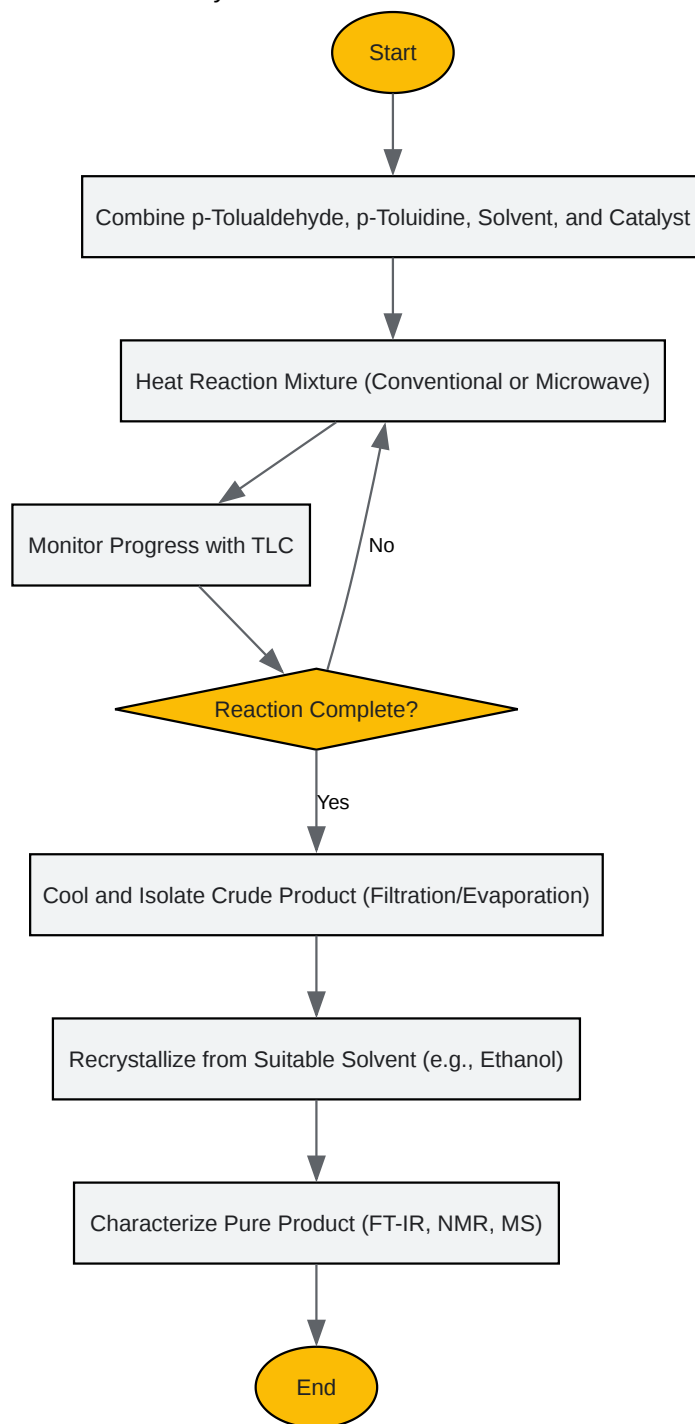 Start
Combine p-Tolualdehyde, p-Toluidine, Solvent, and Catalyst
Heat Reaction Mixture (Conventional or Microwave)
Monitor Progress with TLC
No
Reaction Complete?
Yes
Cool and Isolate Crude Product (Filtration/Evaporation)
Recrystallize from Suitable Solvent (e.g., Ethanol)
Characterize Pure Product (FT-IR, NMR, MS)
End